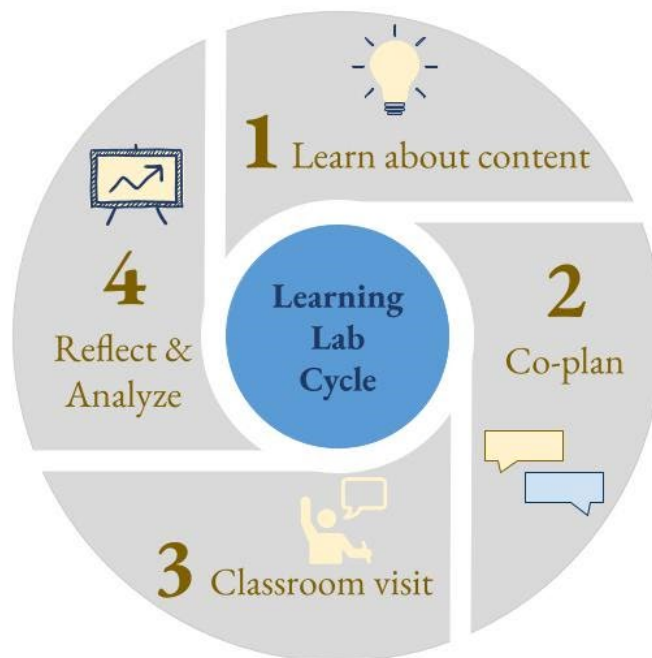 1 Learn about content
2
Co-plan
3 Classroom visit
4
Reflect &
Analyze
Learning
Lab
Cycle